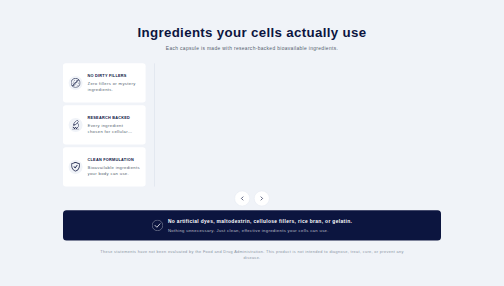 Ingredients your cells actually use
Each capsule is made with research-backed bioavailable ingredients.
NO DIRTY FILLERS
Zero fillers or mystery
ingredients.
RESEARCH BACKED
Every ingredient
chosen for cellular...
CLEAN FORMULATION
Bioavailable ingredients
your body can use.
No artificial dyes, maltodextrin, cellulose fillers, rice bran, or gelatin.
Nothing unnecessary. Just clean, effective ingredients your cells can use.
These statements have not been evaluated by the Food and Drug Administration. This product is not intended to diagnose, treat, cure, or prevent any
disease.